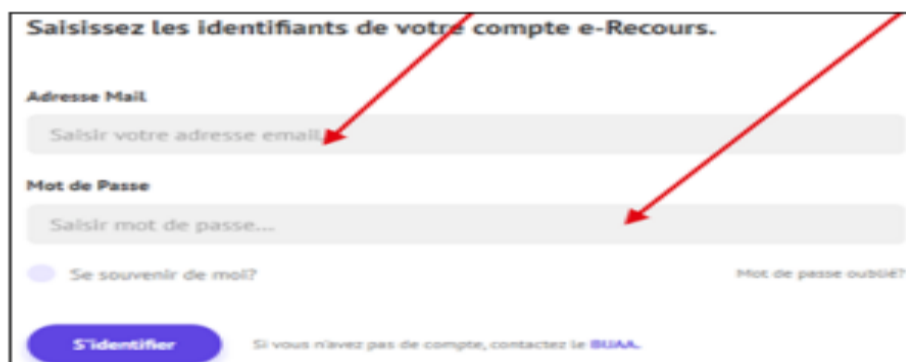 Saisissez les identifiants de votre compte e-Recours.
Adresse Mail
Saisir votre adresse email
Mot de Passe
Saisir mot de passe...
Se souvenir de moi?
Mot de passe oublié?
S'identifier
Si vous n'avez pas de compte, contactez le BUAA.